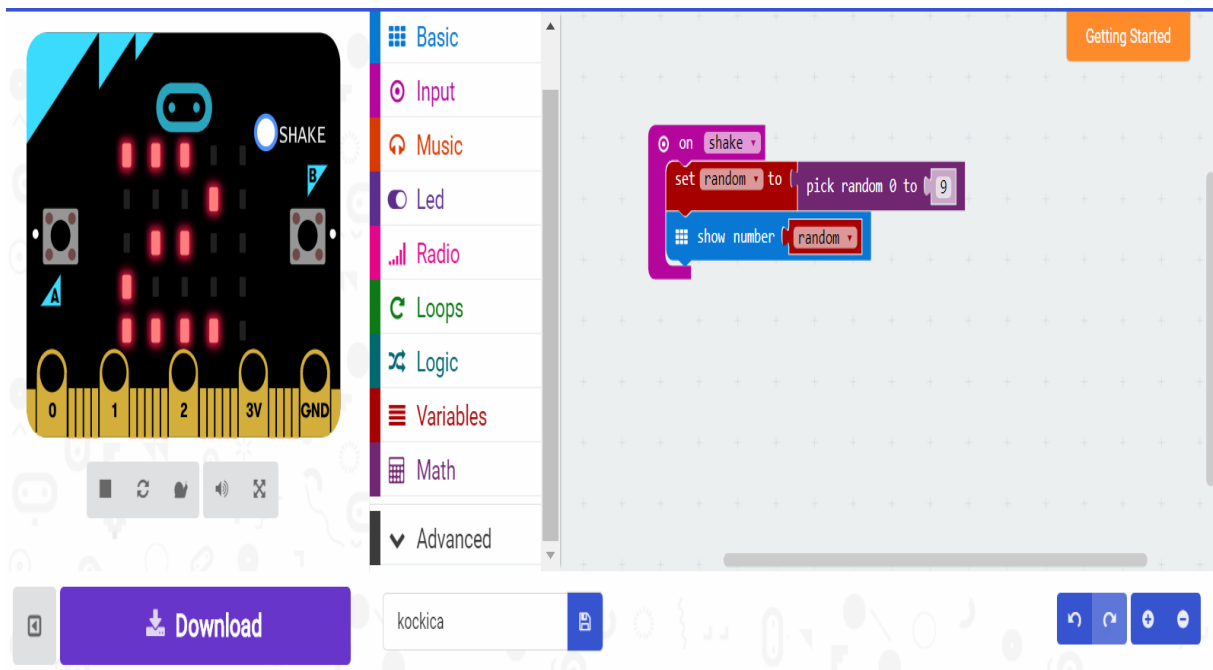 SHAKE
B
A
0 1 2 3V GND
Download
Basic
Input
Music
Led
Radio
Loops
Logic
Variables
Math
Advanced
kockica
Getting Started
on shake
set random to pick random 0 to 9
show number random